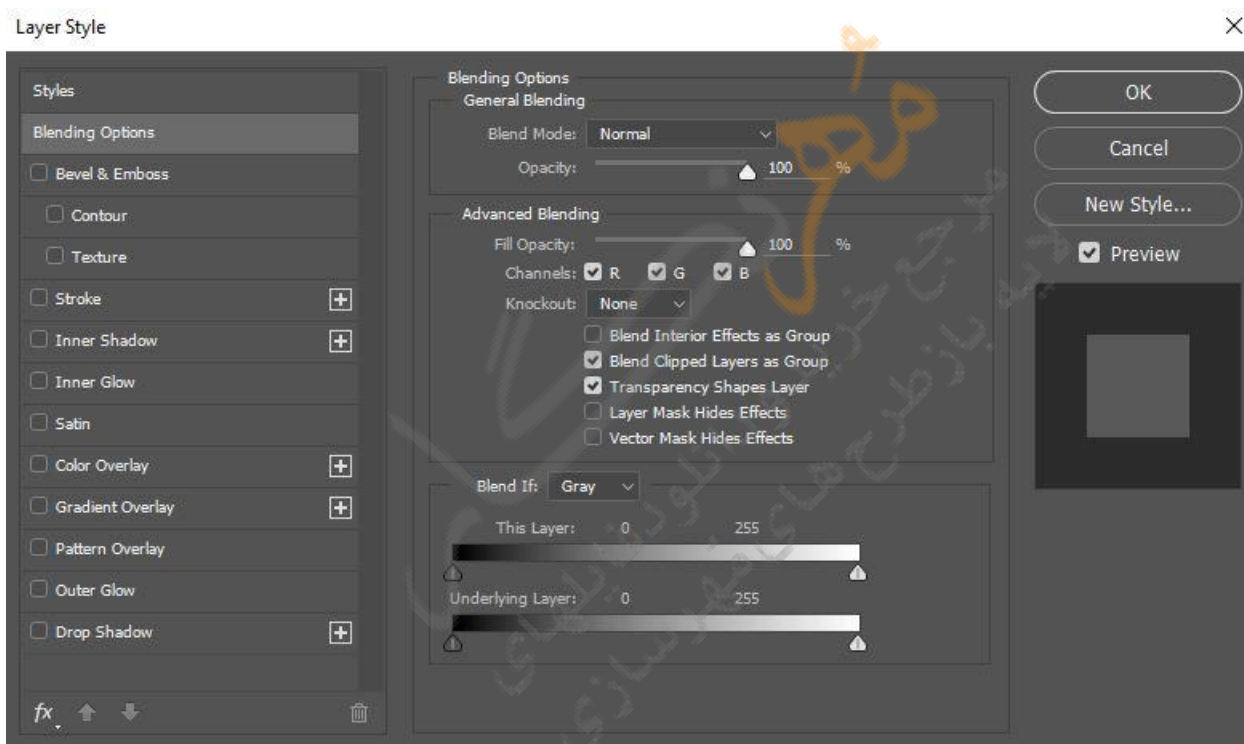 Layer Style
Styles
Blending Options
Bevel & Emboss
Contour
Texture
Stroke
Inner Shadow
Inner Glow
Satin
Color Overlay
Gradient Overlay
Pattern Overlay
Outer Glow
Drop Shadow
fx
Blending Options
General Blending
Blend Mode: Normal
Opacity: 100 %
Advanced Blending
Fill Opacity: 100 %
Channels: R G B
Knockout: None
Blend Interior Effects as Group
Blend Clipped Layers as Group
Transparency Shapes Layer
Layer Mask Hides Effects
Vector Mask Hides Effects
Blend If: Gray
This Layer: 0 255
Underlying Layer: 0 255
OK
Cancel
New Style...
Preview